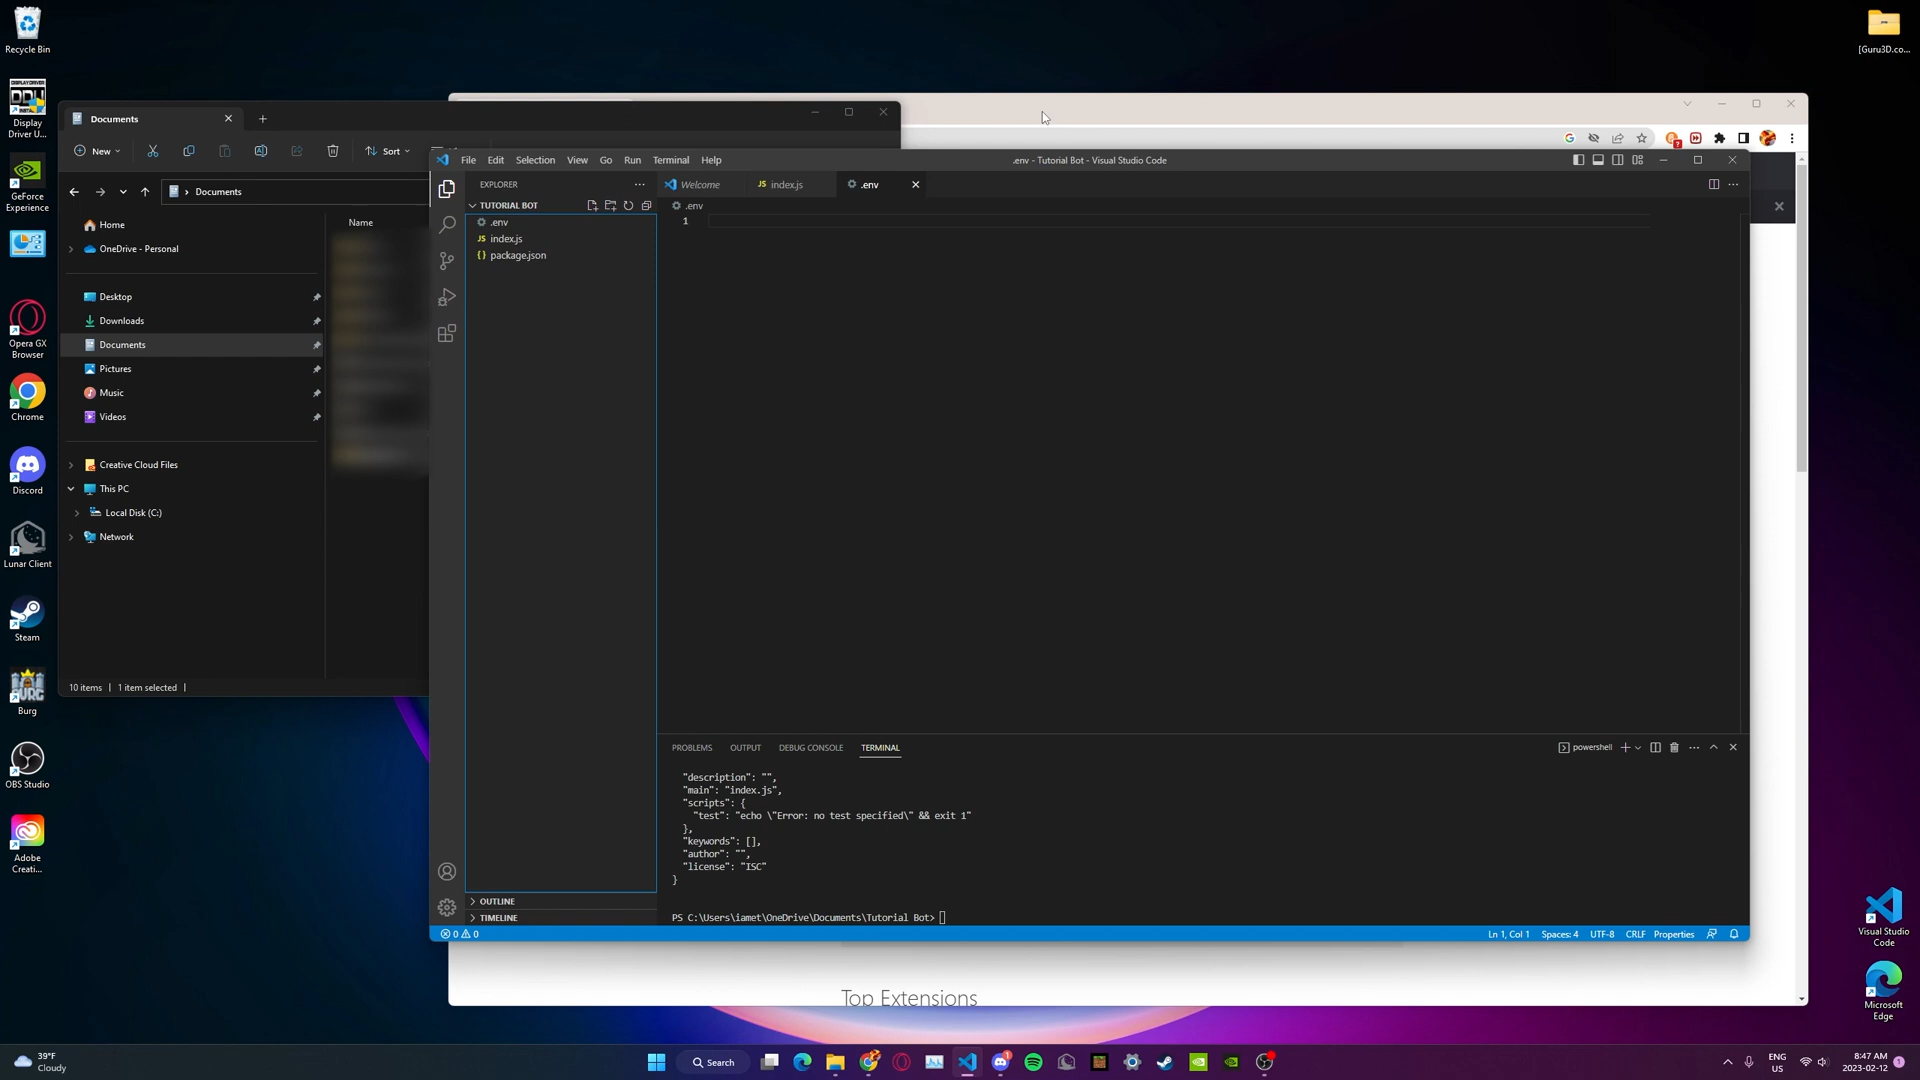 Recycle Bin
Display
Driver U...
GeForce
Experience
Opera GX
Browser
Chrome
Discord
Lunar Client
Steam
Burg
OBS Studio
Adobe
Creati...
[Guru3D.co...
Visual Studio
Code
Microsoft
Edge
Documents
New
Sort
Documents
Name
Home
OneDrive - Personal
Desktop
Downloads
Documents
Pictures
Music
Videos
Creative Cloud Files
This PC
Local Disk (C:)
Network
10 items
1 item selected
File Edit Selection View Go Run Terminal Help
.env - Tutorial Bot - Visual Studio Code
EXPLORER
TUTORIAL BOT
.env
JS index.js
{} package.json
OUTLINE
TIMELINE
Welcome
JS index.js
.env
.env
1
PROBLEMS OUTPUT DEBUG CONSOLE TERMINAL
powershell
"description": "",
"main": "index.js",
"scripts": {
"test": "echo \"Error: no test specified\" && exit 1"
},
"keywords": [],
"author": "",
"license": "ISC"
}
PS C:\Users\iamet\OneDrive\Documents\Tutorial Bot>
0 0
Ln 1, Col 1 Spaces: 4 UTF-8 CRLF Properties
Top Extensions
39°F
Cloudy
Search
ENG
US
8:47 AM
2023-02-12